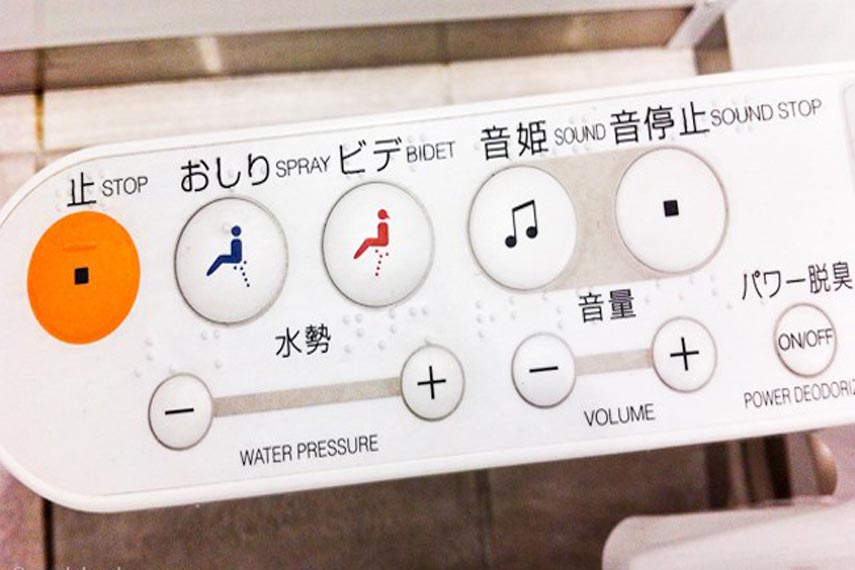 止 STOP
おしり SPRAY
ビデ BIDET
音姫 SOUND
音停止 SOUND STOP
水勢
− +
WATER PRESSURE
音量
− +
VOLUME
パワー脱臭
ON/OFF
POWER